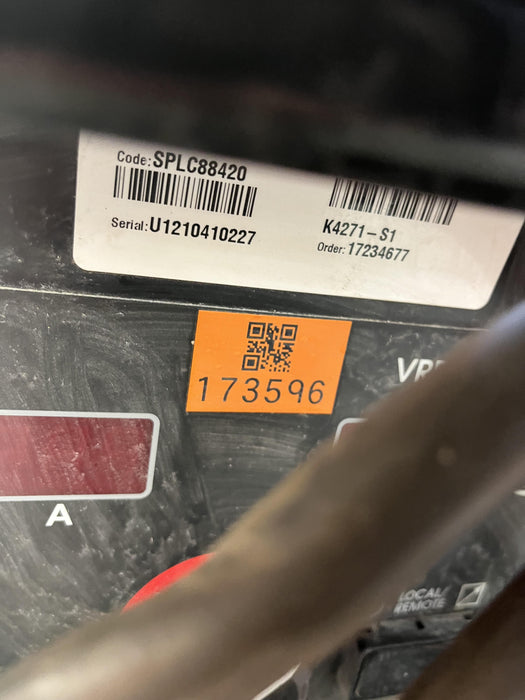 Code: SPLC88420
Serial: U1210410227
K4271-S1
Order: 17234677
173596
A
LOCAL/
REMOTE